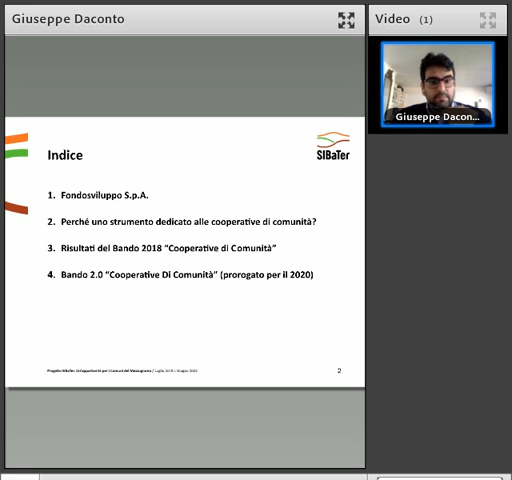 Giuseppe Daconto
Video (1)
Giuseppe Dacon...
SIBaTer
Indice
1. Fondosviluppo S.p.A.
2. Perché uno strumento dedicato alle cooperative di comunità?
3. Risultati del Bando 2018 "Cooperative di Comunità"
4. Bando 2.0 "Cooperative Di Comunità" (prorogato per il 2020)
2